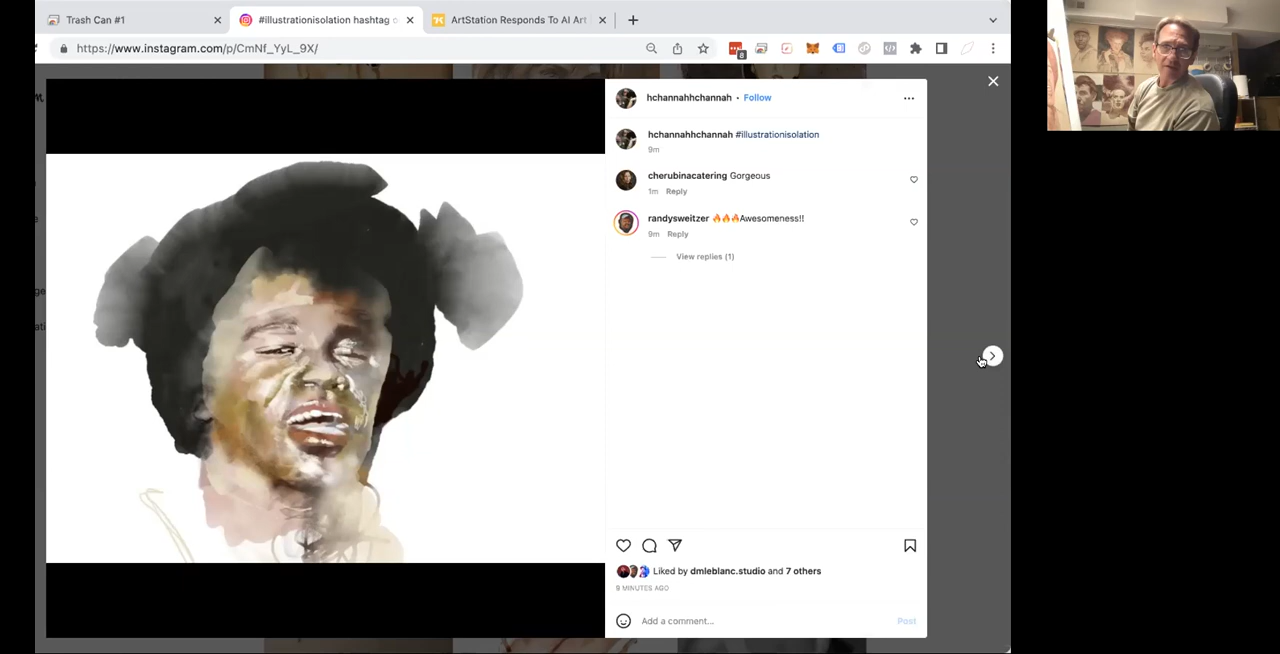 Trash Can #1
#illustrationisolation hashtag
ArtStation Responds To AI Art
https://www.instagram.com/p/CmNf_YyL_9X/
8
hchannahhchannah • Follow
hchannahhchannah #illustrationisolation
9m
cherubinacatering Gorgeous
1m Reply
randysweitzer 🔥🔥🔥Awesomeness!!
9m Reply
View replies (1)
Liked by dmleblanc.studio and 7 others
9 MINUTES AGO
Add a comment...
Post